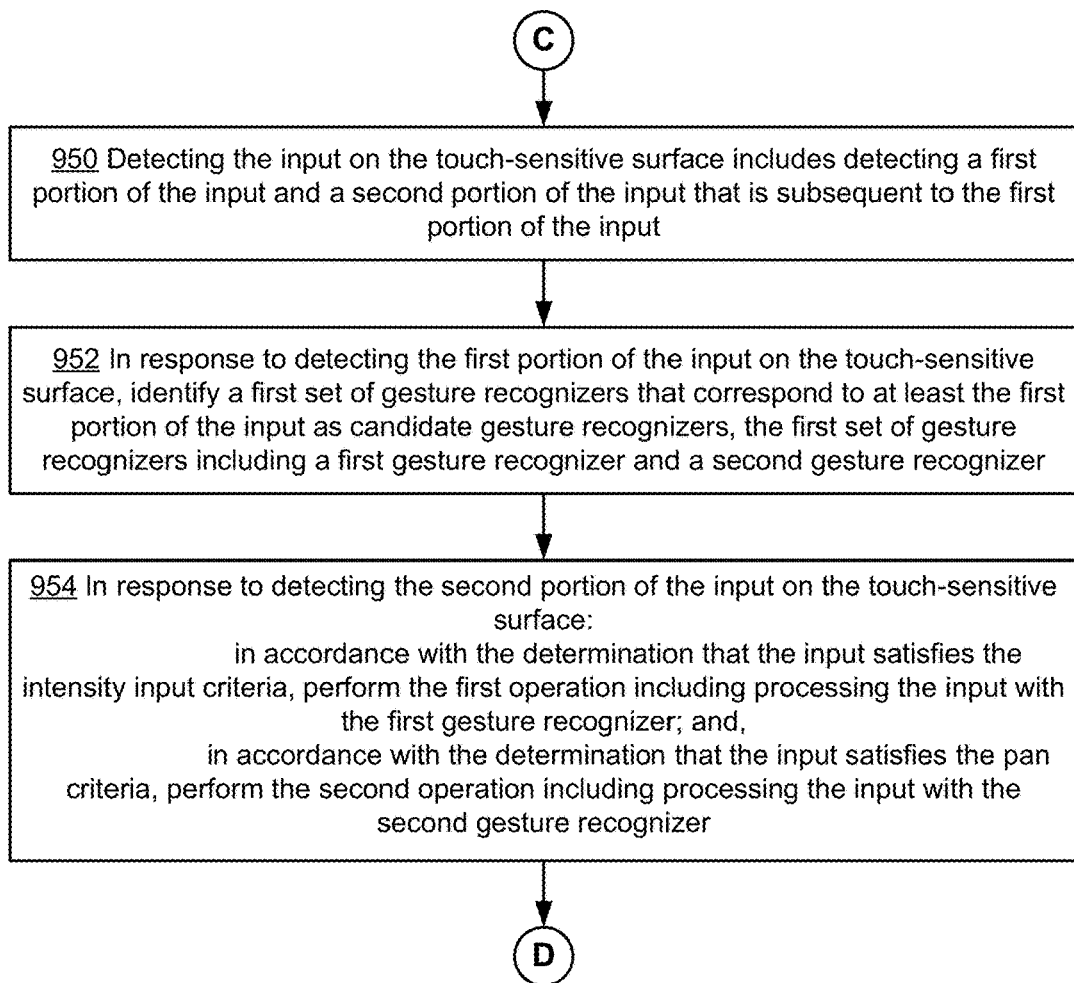 C
950 Detecting the input on the touch-sensitive surface includes detecting a first
portion of the input and a second portion of the input that is subsequent to the first
portion of the input
952 In response to detecting the first portion of the input on the touch-sensitive
surface, identify a first set of gesture recognizers that correspond to at least the first
portion of the input as candidate gesture recognizers, the first set of gesture
recognizers including a first gesture recognizer and a second gesture recognizer
954 In response to detecting the second portion of the input on the touch-sensitive
surface:
in accordance with the determination that the input satisfies the
intensity input criteria, perform the first operation including processing the input with
the first gesture recognizer; and,
in accordance with the determination that the input satisfies the pan
criteria, perform the second operation including processing the input with the
second gesture recognizer
D